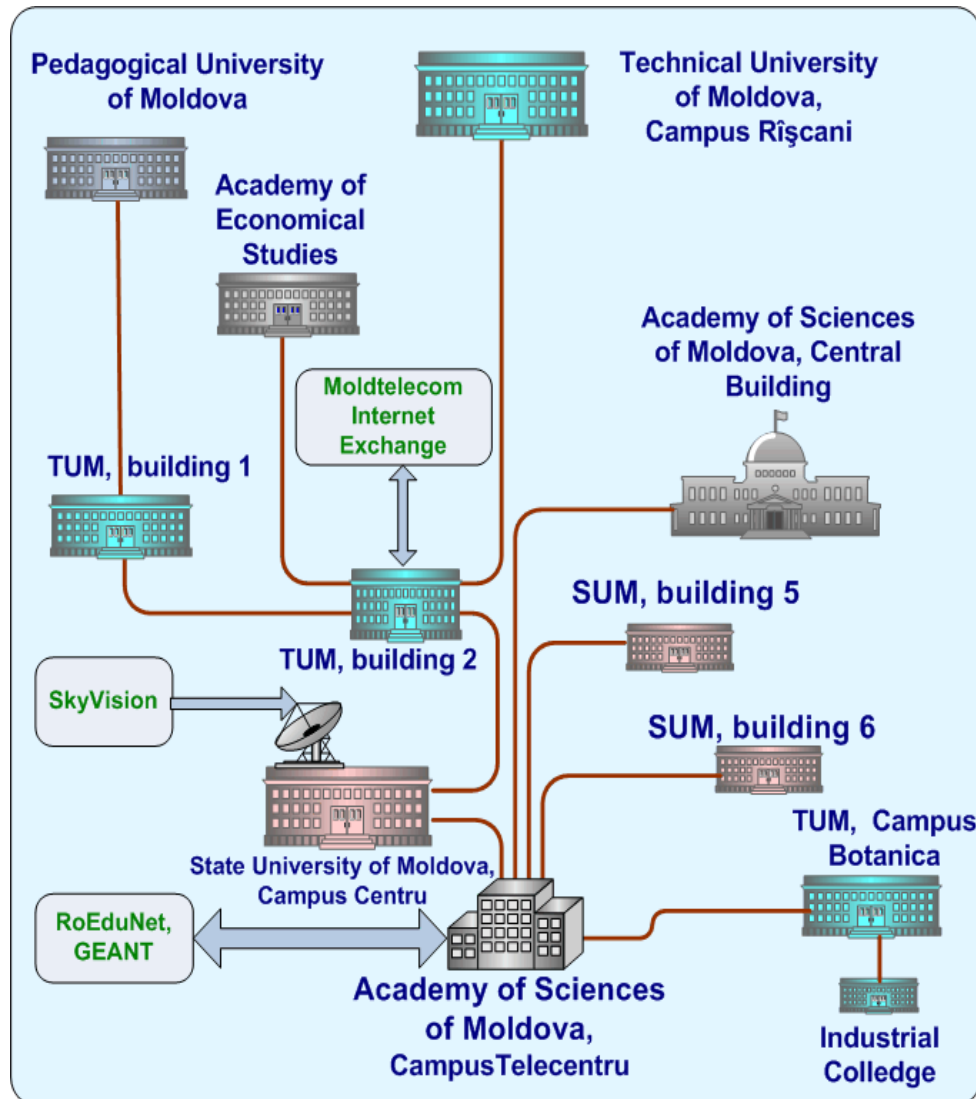 Pedagogical University
of Moldova
Technical University
of Moldova,
Campus Rîşcani
Academy of
Economical
Studies
Academy of Sciences
of Moldova, Central
Building
Moldtelecom
Internet
Exchange
TUM, building 1
SUM, building 5
TUM, building 2
SkyVision
SUM, building 6
TUM, Campus
Botanica
State University of Moldova,
Campus Centru
RoEduNet,
GEANT
Academy of Sciences
of Moldova,
CampusTelecentru
Industrial
Colledge